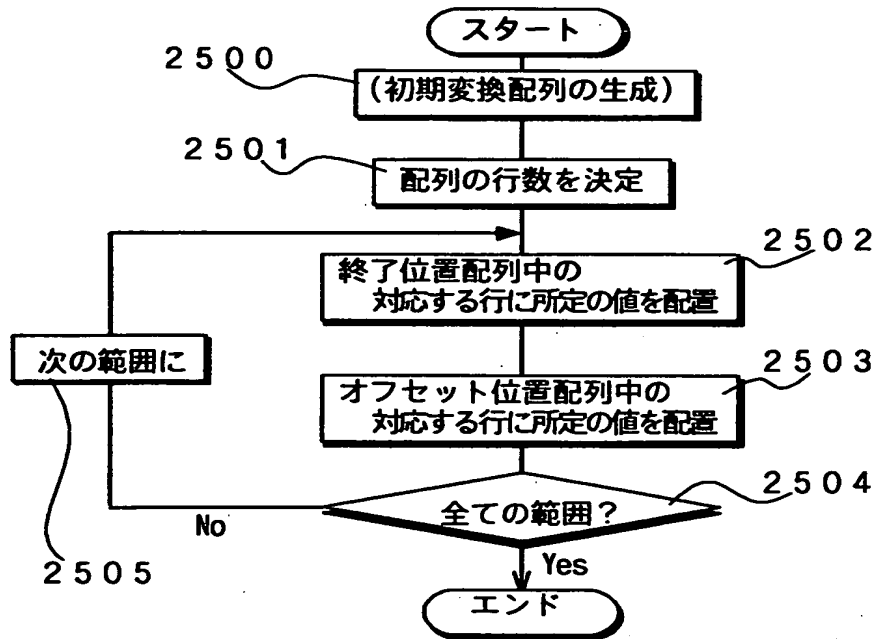 スタート
2500
(初期変換配列の生成)
2501
配列の行数を決定
2502
終了位置配列中の
対応する行に所定の値を配置
次の範囲に
2503
オフセット位置配列中の
対応する行に所定の値を配置
2504
全ての範囲?
No
2505
Yes
エンド